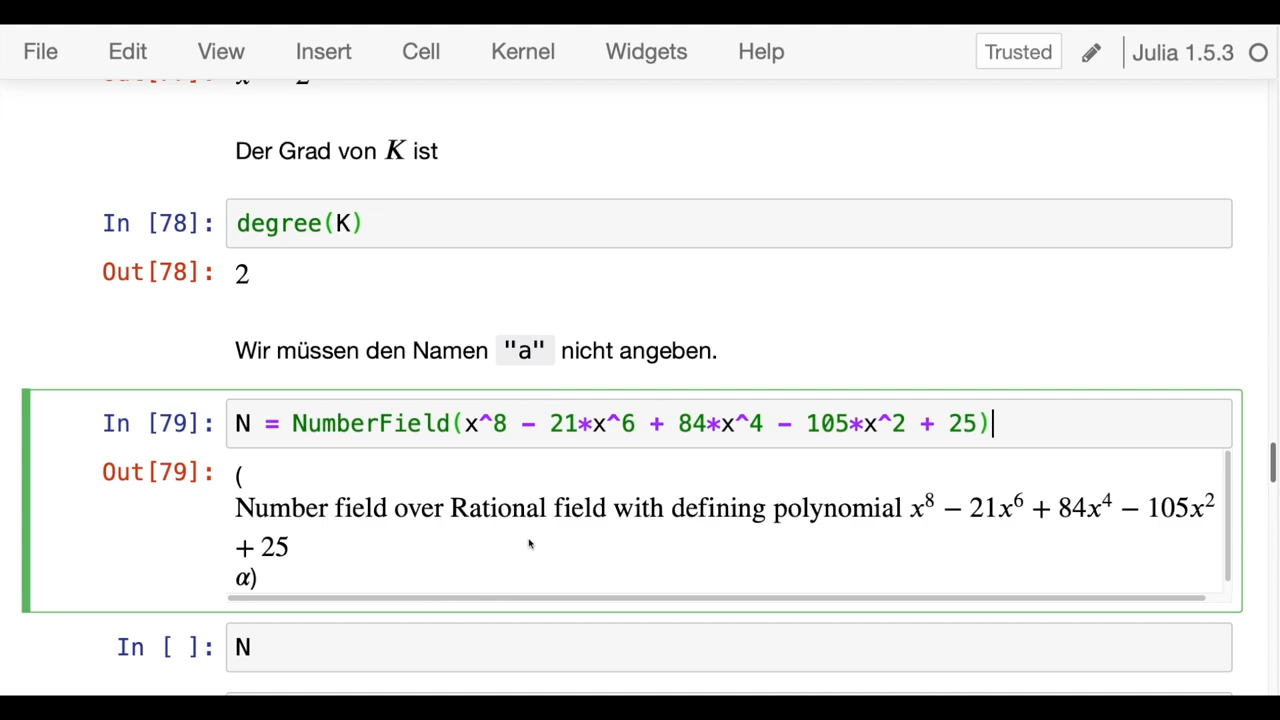 File Edit View Insert Cell Kernel Widgets Help Trusted Julia 1.5.3
Der Grad von K ist
In [78]: degree(K)
Out[78]: 2
Wir müssen den Namen "a" nicht angeben.
In [79]: N = NumberField(x^8 - 21*x^6 + 84*x^4 - 105*x^2 + 25)
Out[79]: (
Number field over Rational field with defining polynomial x⁸ − 21x⁶ + 84x⁴ − 105x²
+ 25
α)
In [ ]: N